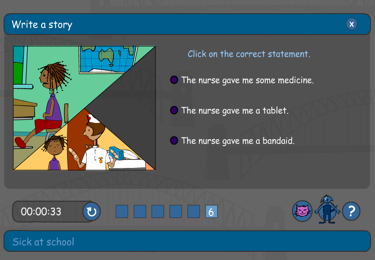 Write a story
x
Click on the correct statement.
The nurse gave me some medicine.
The nurse gave me a tablet.
The nurse gave me a bandaid.
00:00:33
6
?
Sick at school